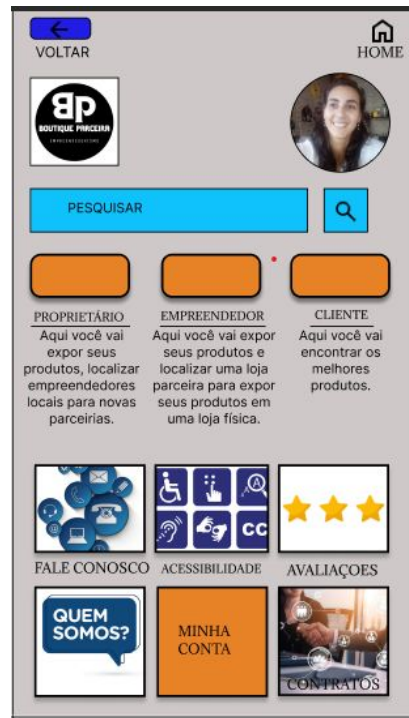 VOLTAR
HOME
BP
BOUTIQUE PARCEIRA
PESQUISAR
PROPRIETÁRIO
Aqui você vai
expor seus
produtos, localizar
empreendedores
locais para novas
parcerias.
EMPREENDEDOR
Aqui você vai expor
seus produtos e
localizar uma loja
parceira para expor
seus produtos em
uma loja física.
CLIENTE
Aqui você vai
encontrar os
melhores
produtos.
A
CC
FALE CONOSCO
ACESSIBILIDADE
AVALIAÇOES
QUEM
SOMOS?
MINHA
CONTA
CONTRATOS